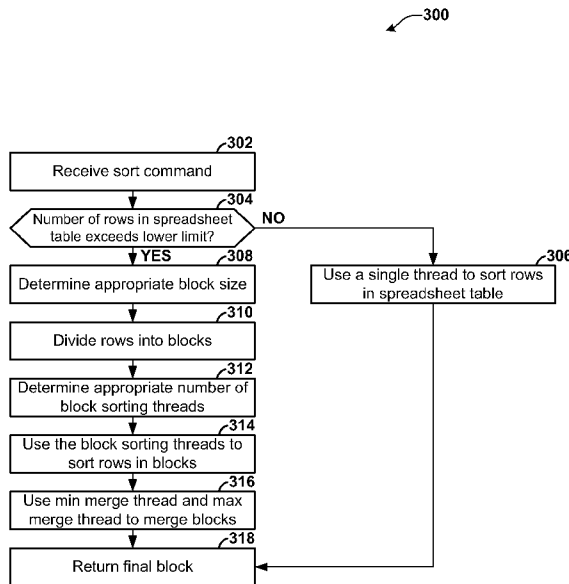 300
302
Receive sort command
304
Number of rows in spreadsheet
table exceeds lower limit?
NO
YES
306
Use a single thread to sort rows
in spreadsheet table
308
Determine appropriate block size
310
Divide rows into blocks
312
Determine appropriate number of
block sorting threads
314
Use the block sorting threads to
sort rows in blocks
316
Use min merge thread and max
merge thread to merge blocks
318
Return final block